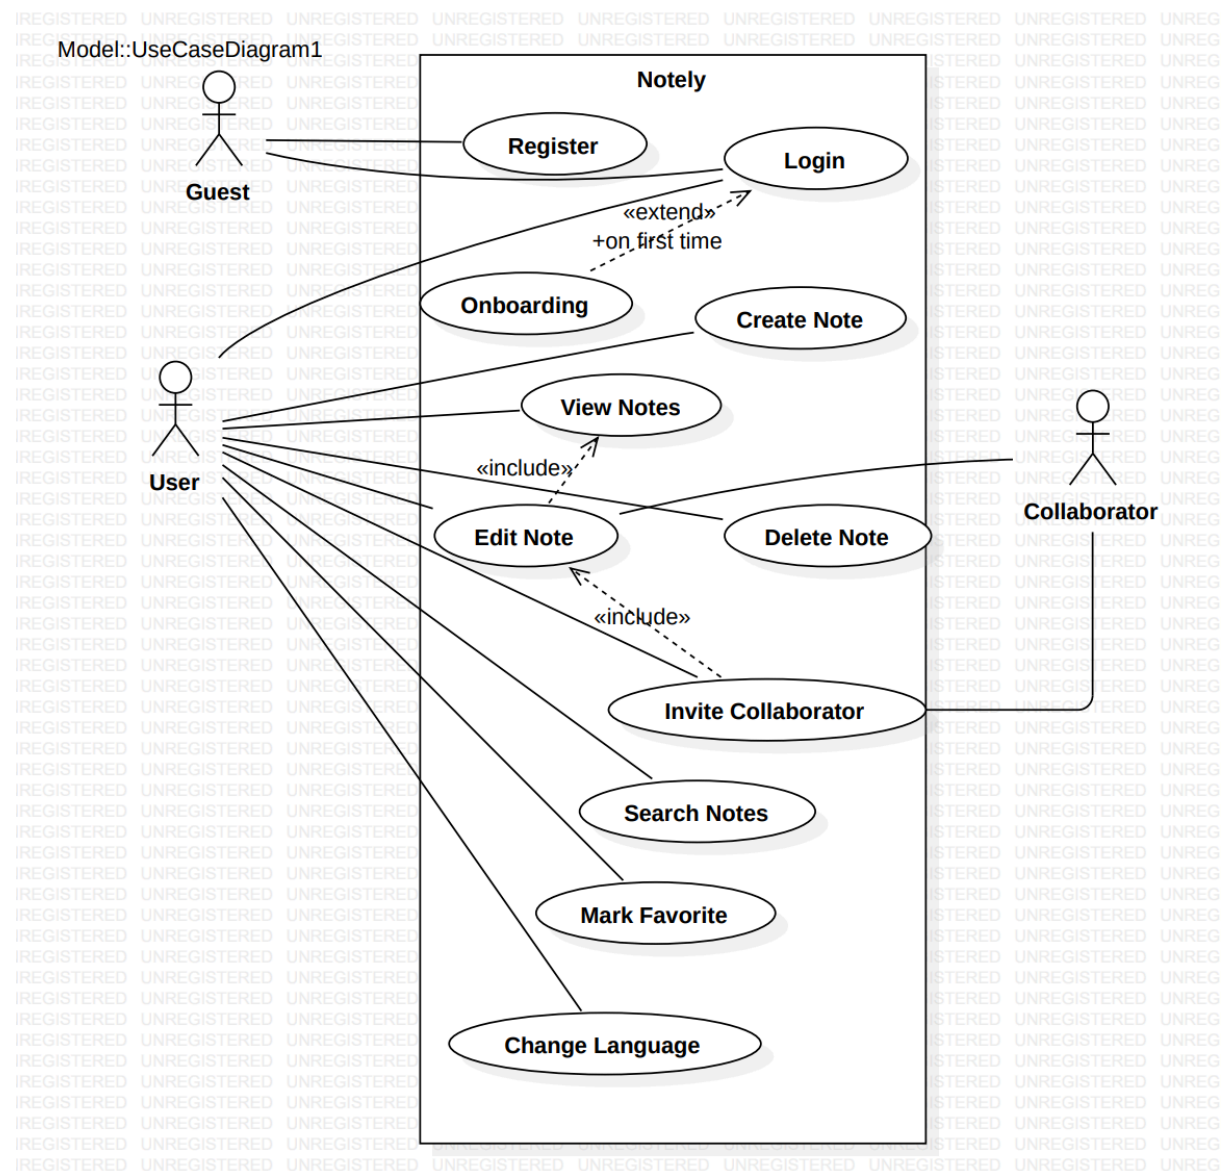 Model::UseCaseDiagram1
Notely
Guest
Register
Login
«extend»
+on first time
Onboarding
Create Note
User
View Notes
«include»
Collaborator
Edit Note
Delete Note
«include»
Invite Collaborator
Search Notes
Mark Favorite
Change Language
UNREGISTERED